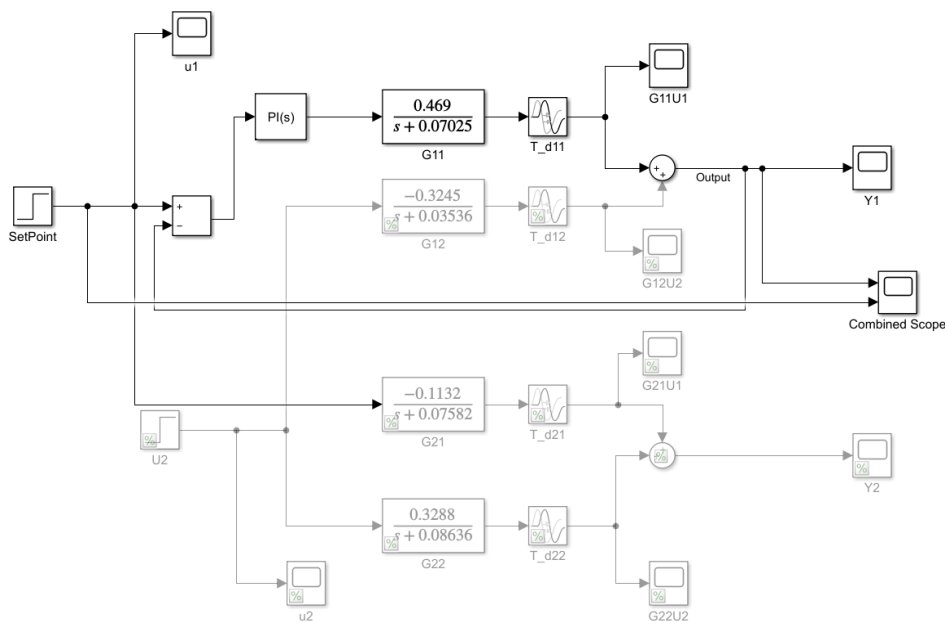 u1
G11U1
PI(s)
0.469
s + 0.07025
G11
T_d11
+
+
Output
Y1
SetPoint
+
−
−0.3245
s + 0.03536
%
G12
%
T_d12
%
G12U2
Combined Scope
%
G21U1
−0.1132
s + 0.07582
%
G21
%
T_d21
%
U2
%
%
Y2
0.3288
s + 0.08636
%
G22
%
T_d22
%
u2
%
G22U2